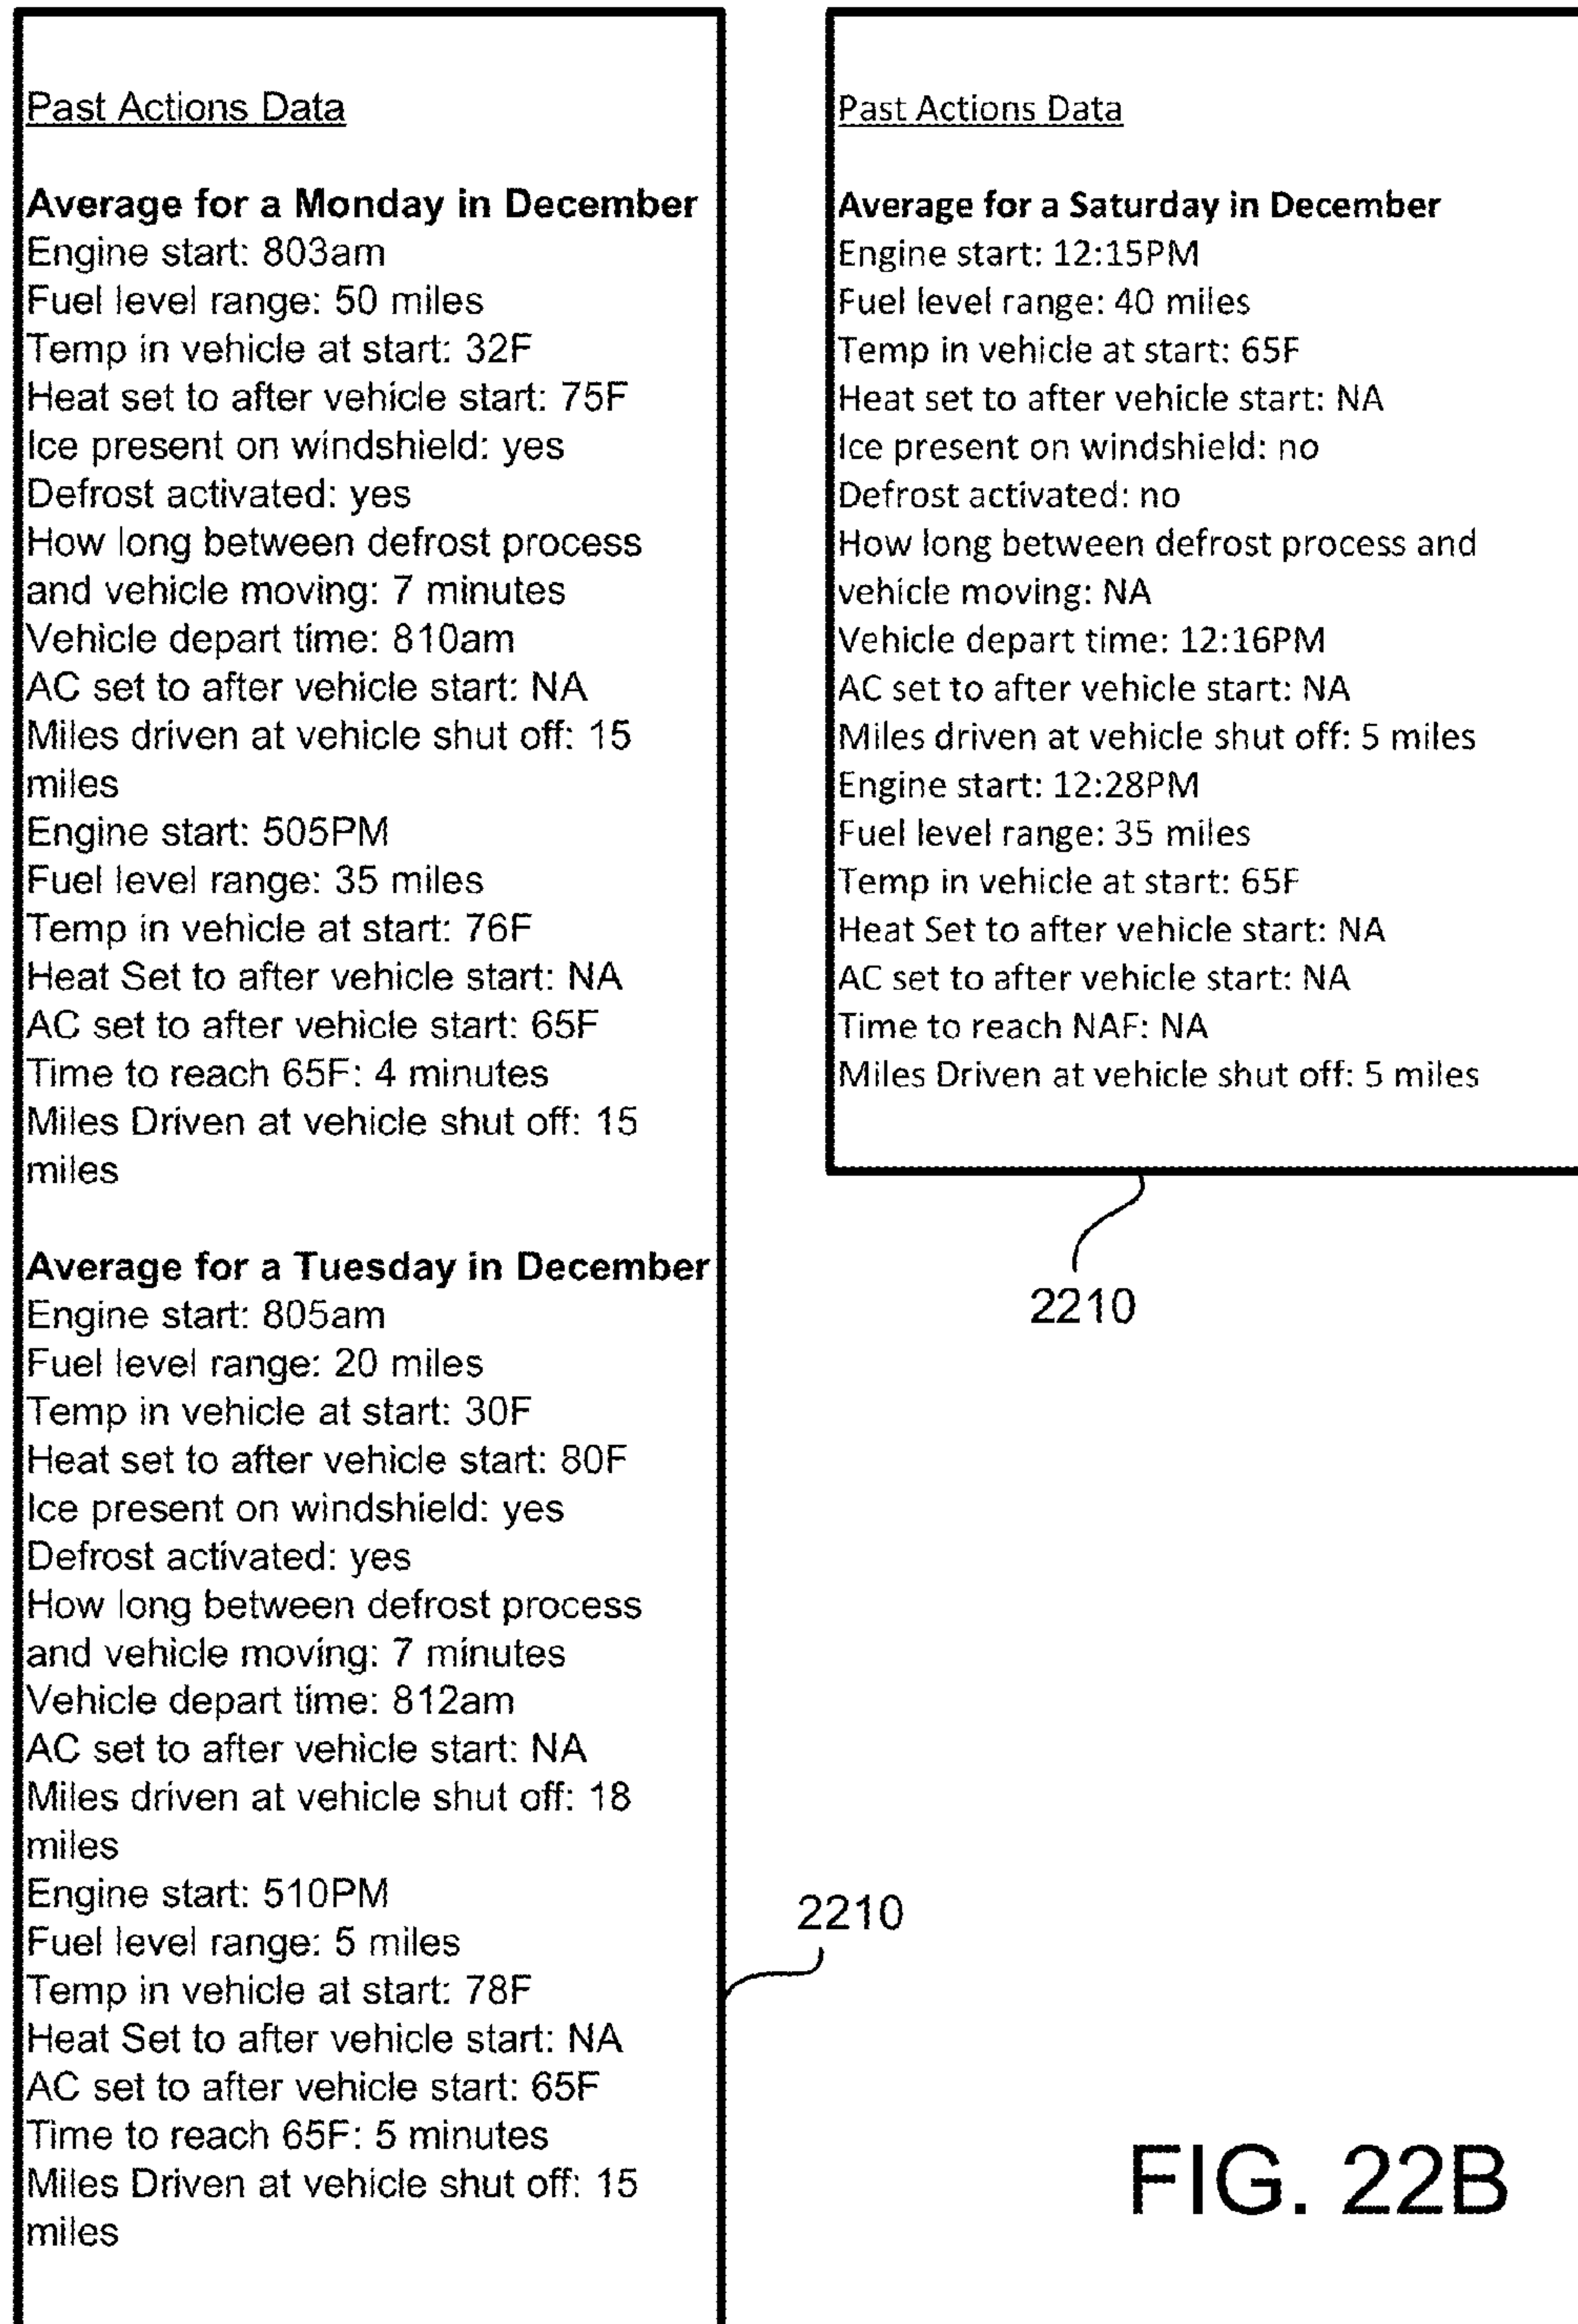 Past Actions Data
Average for a Monday in December
Engine start: 803am
Fuel level range: 50 miles
Temp in vehicle at start: 32F
Heat set to after vehicle start: 75F
Ice present on windshield: yes
Defrost activated: yes
How long between defrost process
and vehicle moving: 7 minutes
Vehicle depart time: 810am
AC set to after vehicle start: NA
Miles driven at vehicle shut off: 15
miles
Engine start: 505PM
Fuel level range: 35 miles
Temp in vehicle at start: 76F
Heat Set to after vehicle start: NA
AC set to after vehicle start: 65F
Time to reach 65F: 4 minutes
Miles Driven at vehicle shut off: 15
miles
Average for a Tuesday in December
Engine start: 805am
Fuel level range: 20 miles
Temp in vehicle at start: 30F
Heat set to after vehicle start: 80F
Ice present on windshield: yes
Defrost activated: yes
How long between defrost process
and vehicle moving: 7 minutes
Vehicle depart time: 812am
AC set to after vehicle start: NA
Miles driven at vehicle shut off: 18
miles
Engine start: 510PM
Fuel level range: 5 miles
Temp in vehicle at start: 78F
Heat Set to after vehicle start: NA
AC set to after vehicle start: 65F
Time to reach 65F: 5 minutes
Miles Driven at vehicle shut off: 15
miles
2210
Past Actions Data
Average for a Saturday in December
Engine start: 12:15PM
Fuel level range: 40 miles
Temp in vehicle at start: 65F
Heat set to after vehicle start: NA
Ice present on windshield: no
Defrost activated: no
How long between defrost process and
vehicle moving: NA
Vehicle depart time: 12:16PM
AC set to after vehicle start: NA
Miles driven at vehicle shut off: 5 miles
Engine start: 12:28PM
Fuel level range: 35 miles
Temp in vehicle at start: 65F
Heat Set to after vehicle start: NA
AC set to after vehicle start: NA
Time to reach NAF: NA
Miles Driven at vehicle shut off: 5 miles
2210
FIG. 22B